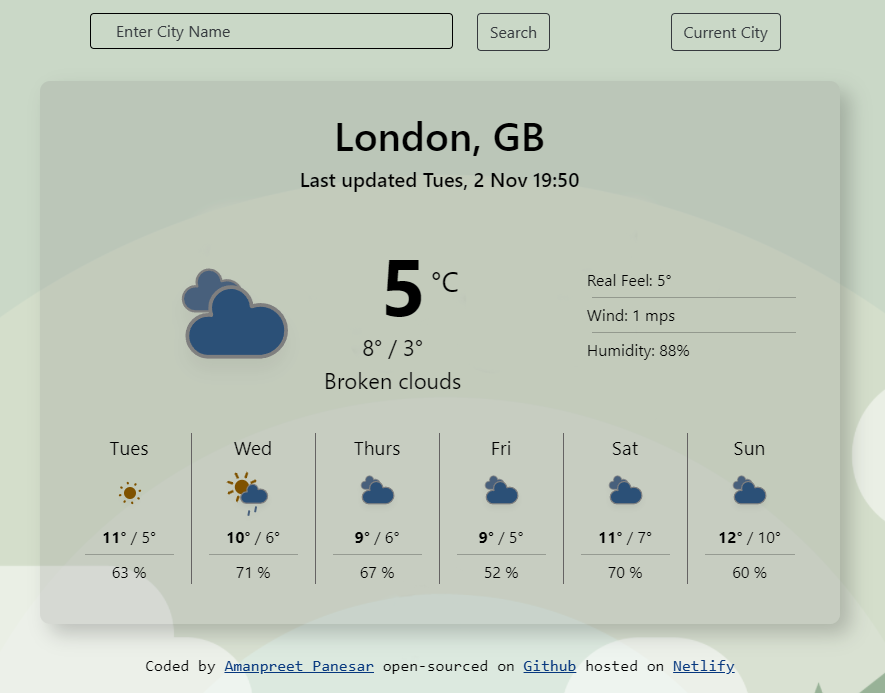 Enter City Name Search Current City
London, GB
Last updated Tues, 2 Nov 19:50
5 °C
8° / 3°
Broken clouds
Real Feel: 5°
Wind: 1 mps
Humidity: 88%
Tues Wed Thurs Fri Sat Sun
11° / 5° 10° / 6° 9° / 6° 9° / 5° 11° / 7° 12° / 10°
63 % 71 % 67 % 52 % 70 % 60 %
Coded by Amanpreet Panesar open-sourced on Github hosted on Netlify